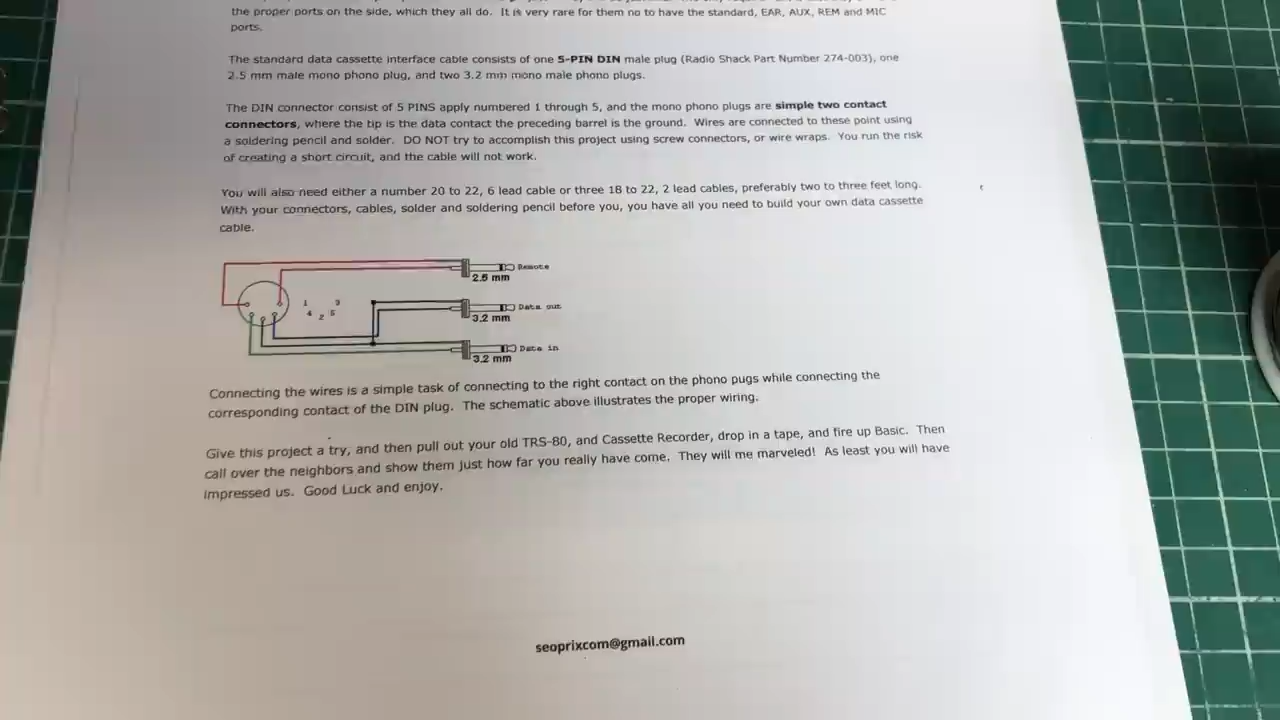 the proper ports on the side, which they all do. It is very rare for them no to have the standard, EAR, AUX, REM and MIC
ports.
The standard data cassette interface cable consists of one 5-PIN DIN male plug (Radio Shack Part Number 274-003), one
2.5 mm male mono phono plug, and two 3.2 mm mono male phono plugs.
The DIN connector consist of 5 PINS apply numbered 1 through 5, and the mono phono plugs are simple two contact
connectors, where the tip is the data contact the preceding barrel is the ground. Wires are connected to these point using
a soldering pencil and solder. DO NOT try to accomplish this project using screw connectors, or wire wraps. You run the risk
of creating a short circuit, and the cable will not work.
You will also need either a number 20 to 22, 6 lead cable or three 18 to 22, 2 lead cables, preferably two to three feet long.
With your connectors, cables, solder and soldering pencil before you, you have all you need to build your own data cassette
cable.
Remote
2.5 mm
1 3
4 2 5
Data out
3.2 mm
Data in
3.2 mm
Connecting the wires is a simple task of connecting to the right contact on the phono pugs while connecting the
corresponding contact of the DIN plug. The schematic above illustrates the proper wiring.
Give this project a try, and then pull out your old TRS-80, and Cassette Recorder, drop in a tape, and fire up Basic. Then
call over the neighbors and show them just how far you really have come. They will me marveled! As least you will have
impressed us. Good Luck and enjoy.
seoprixcom@gmail.com